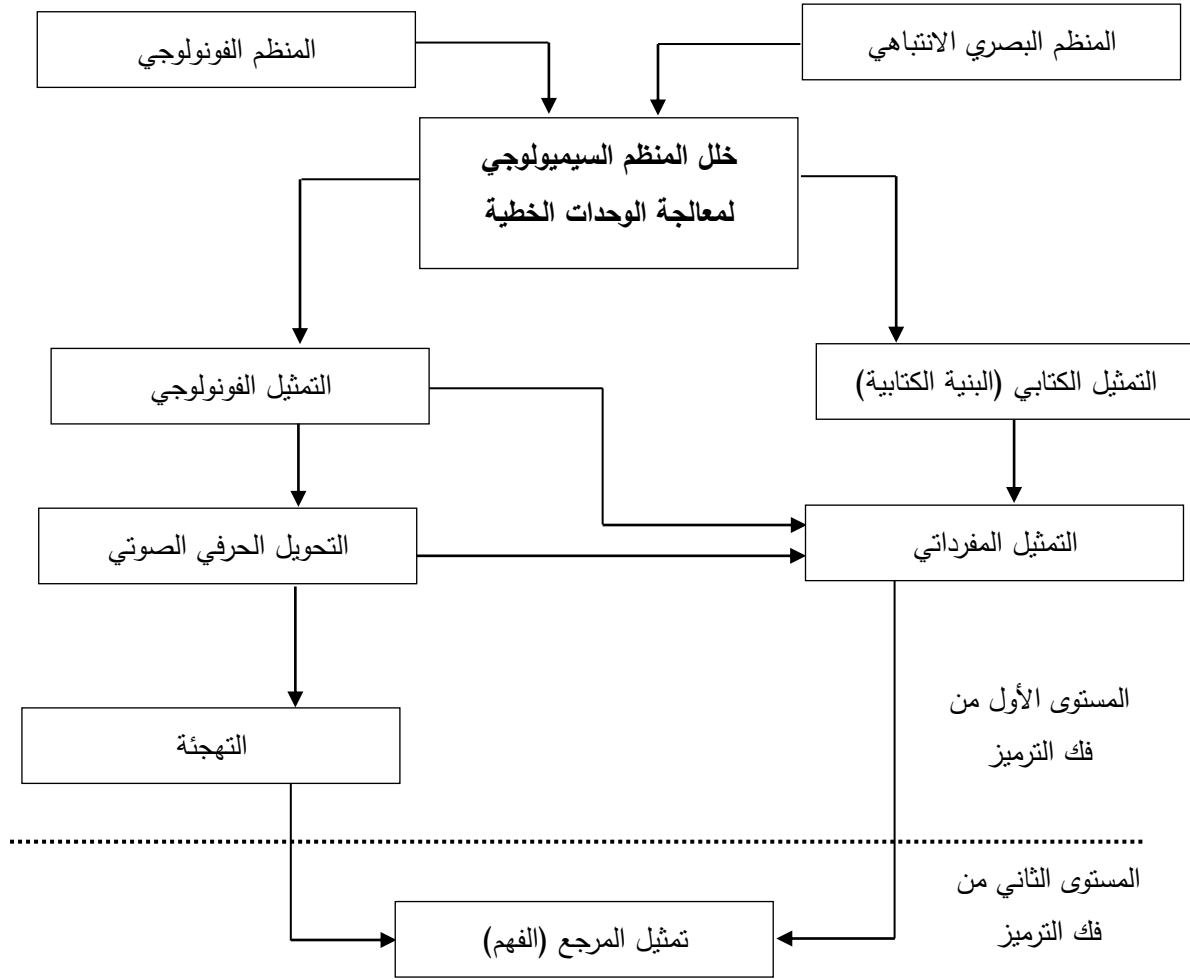 المنظم البصري الانتباهي
المنظم الفونولوجي
خلل المنظم السيميولوجي
لمعالجة الوحدات الخطية
التمثيل الكتابي (البنية الكتابية)
التمثيل الفونولوجي
التمثيل المفرداتي
التحويل الحرفي الصوتي
المستوى الأول من
فك الترميز
التهجئة
المستوى الثاني من
فك الترميز
تمثيل المرجع (الفهم)